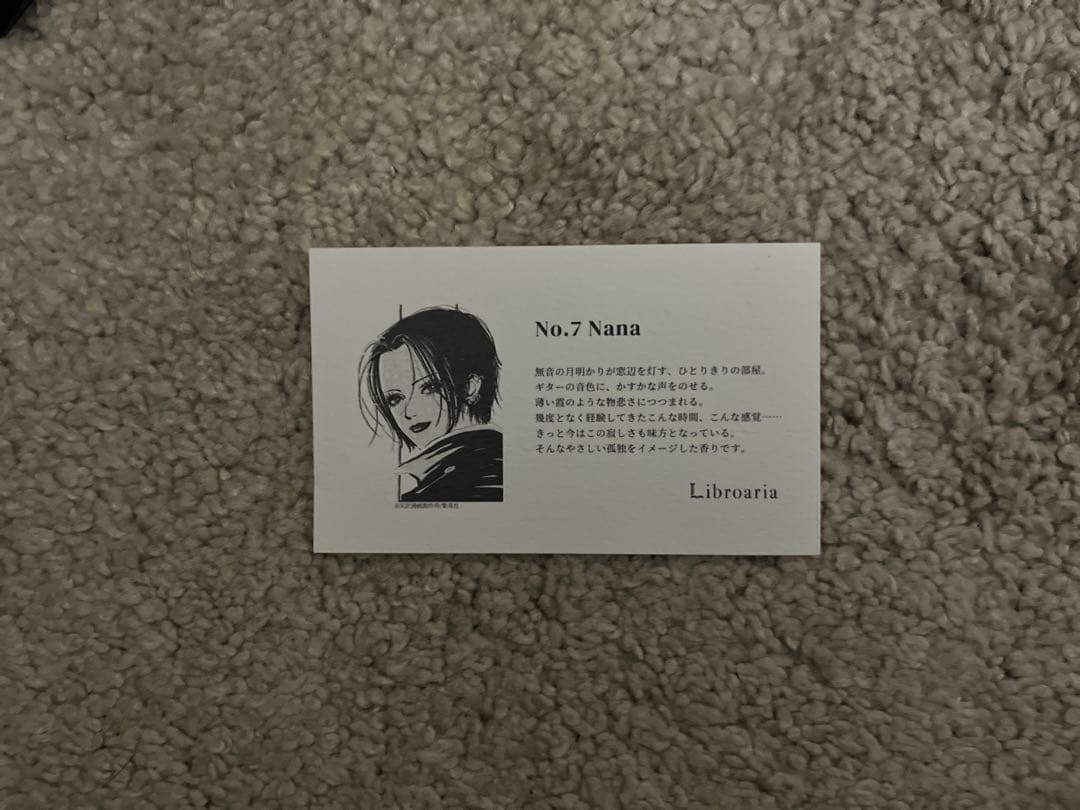 No.7 Nana
無音の月明かりが窓辺を灯す、ひとりきりの部屋。
ギターの音色に、かすかな声をのせる。
薄い霞のような物悲さにつつまれる。
幾度となく経験してきたこんな時間、こんな感覚……
きっと今はこの寂しさも味方となっている。
そんなやさしい孤独をイメージした香りです。
Libroaria